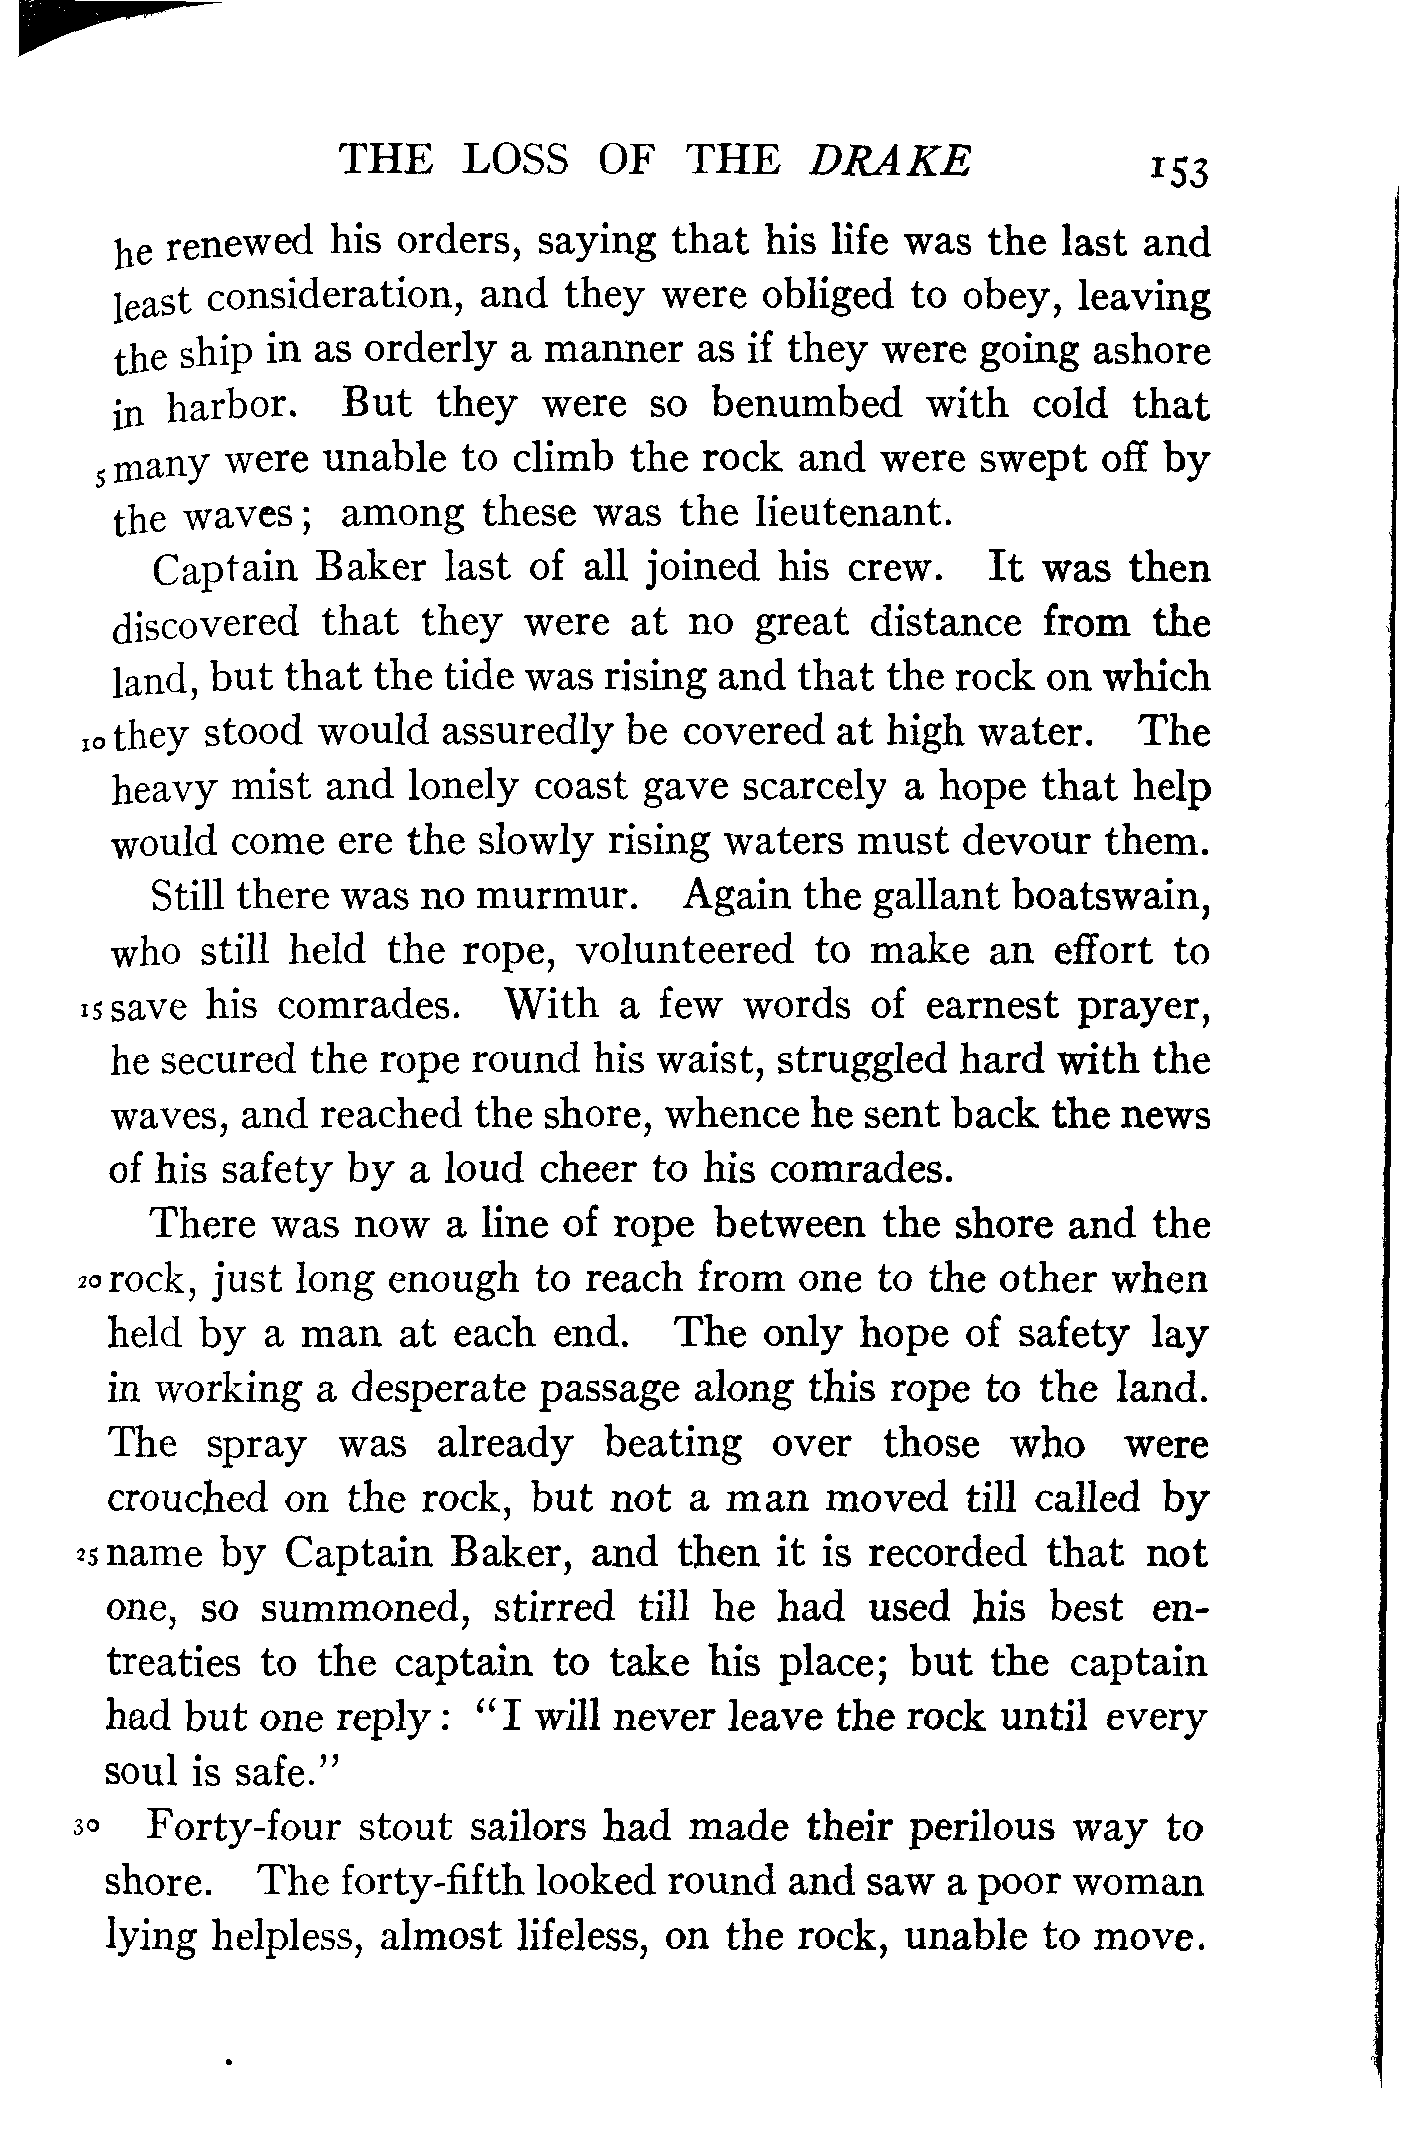 THE LOSS OF THE DRAKE 153
he renewed his orders, saying that his life was the last and
least consideration, and they were obliged to obey, leaving
the ship in as orderly a manner as if they were going ashore
in harbor. But they were so benumbed with cold that
5 many were unable to climb the rock and were swept off by
the waves; among these was the lieutenant.
Captain Baker last of all joined his crew. It was then
discovered that they were at no great distance from the
land, but that the tide was rising and that the rock on which
10 they stood would assuredly be covered at high water. The
heavy mist and lonely coast gave scarcely a hope that help
would come ere the slowly rising waters must devour them.
Still there was no murmur. Again the gallant boatswain,
who still held the rope, volunteered to make an effort to
15 save his comrades. With a few words of earnest prayer,
he secured the rope round his waist, struggled hard with the
waves, and reached the shore, whence he sent back the news
of his safety by a loud cheer to his comrades.
There was now a line of rope between the shore and the
20 rock, just long enough to reach from one to the other when
held by a man at each end. The only hope of safety lay
in working a desperate passage along this rope to the land.
The spray was already beating over those who were
crouched on the rock, but not a man moved till called by
25 name by Captain Baker, and then it is recorded that not
one, so summoned, stirred till he had used his best en-
treaties to the captain to take his place; but the captain
had but one reply: "I will never leave the rock until every
soul is safe."
30 Forty-four stout sailors had made their perilous way to
shore. The forty-fifth looked round and saw a poor woman
lying helpless, almost lifeless, on the rock, unable to move.